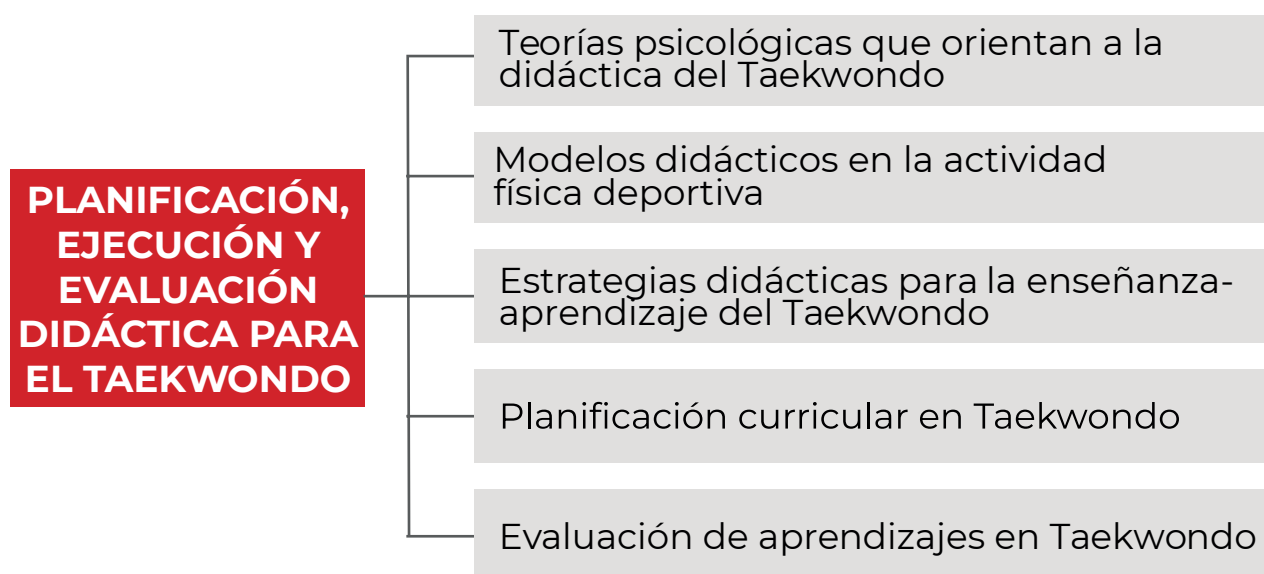 PLANIFICACIÓN,
EJECUCIÓN Y
EVALUACIÓN
DIDÁCTICA PARA
EL TAEKWONDO
Teorías psicológicas que orientan a la
didáctica del Taekwondo
Modelos didácticos en la actividad
física deportiva
Estrategias didácticas para la enseñanza-
aprendizaje del Taekwondo
Planificación curricular en Taekwondo
Evaluación de aprendizajes en Taekwondo